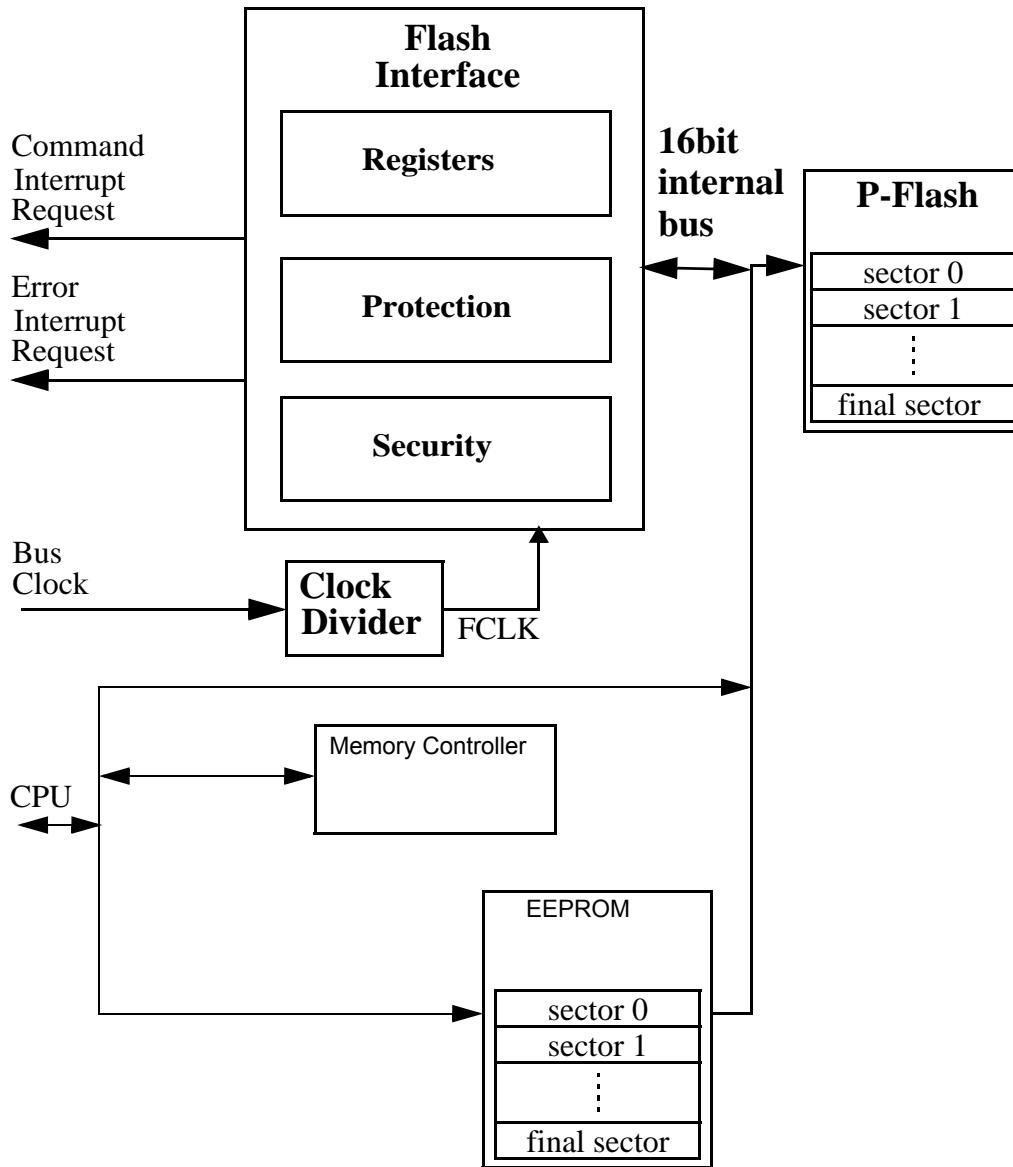 Flash
Interface
Registers
Protection
Security
Command
Interrupt
Request
Error
Interrupt
Request
16bit
internal
bus
P-Flash
sector 0
sector 1
final sector
Bus
Clock
Clock
Divider
FCLK
Memory Controller
CPU
EEPROM
sector 0
sector 1
final sector